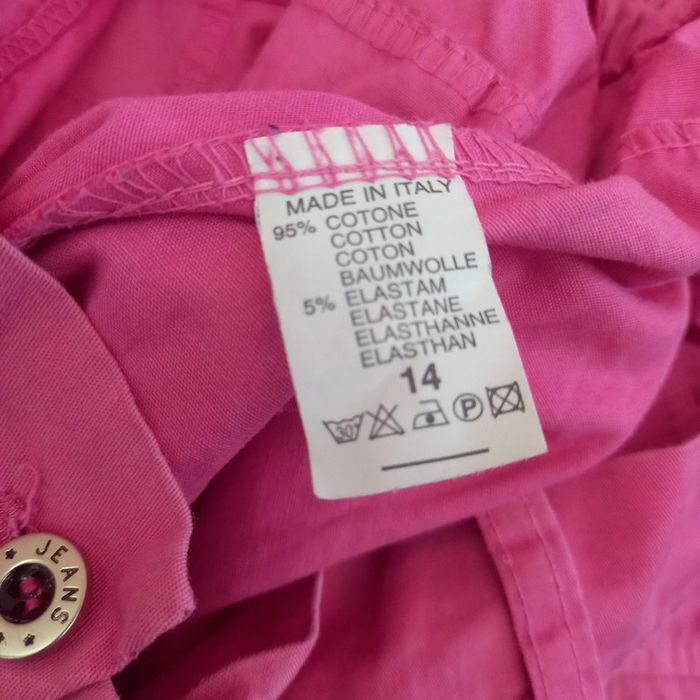 MADE IN ITALY
95% COTONE
COTTON
COTON
BAUMWOLLE
5% ELASTAM
ELASTANE
ELASTHANNE
ELASTHAN
14
30° P
JEANS